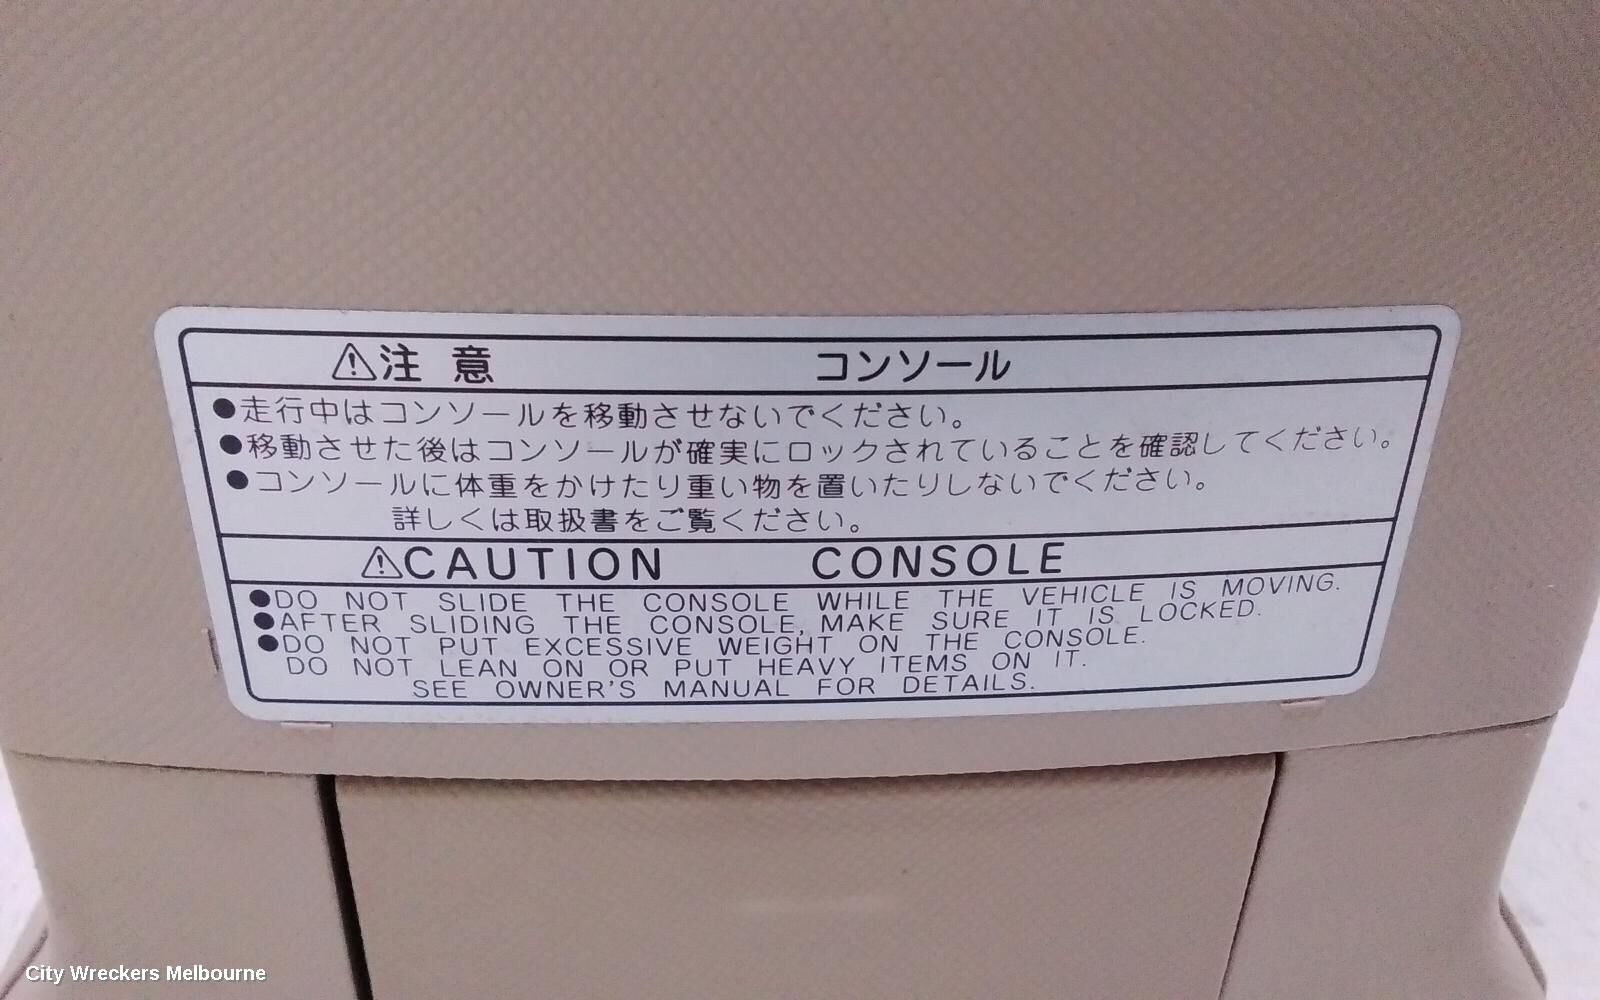 ⚠注 意 コンソール
●走行中はコンソールを移動させないでください。
●移動させた後はコンソールが確実にロックされていることを確認してください。
●コンソールに体重をかけたり重い物を置いたりしないでください。
詳しくは取扱書をご覧ください。
⚠CAUTION CONSOLE
●DO NOT SLIDE THE CONSOLE WHILE THE VEHICLE IS MOVING.
●AFTER SLIDING THE CONSOLE, MAKE SURE IT IS LOCKED.
●DO NOT PUT EXCESSIVE WEIGHT ON THE CONSOLE.
DO NOT LEAN ON OR PUT HEAVY ITEMS ON IT.
SEE OWNER'S MANUAL FOR DETAILS.
City Wreckers Melbourne